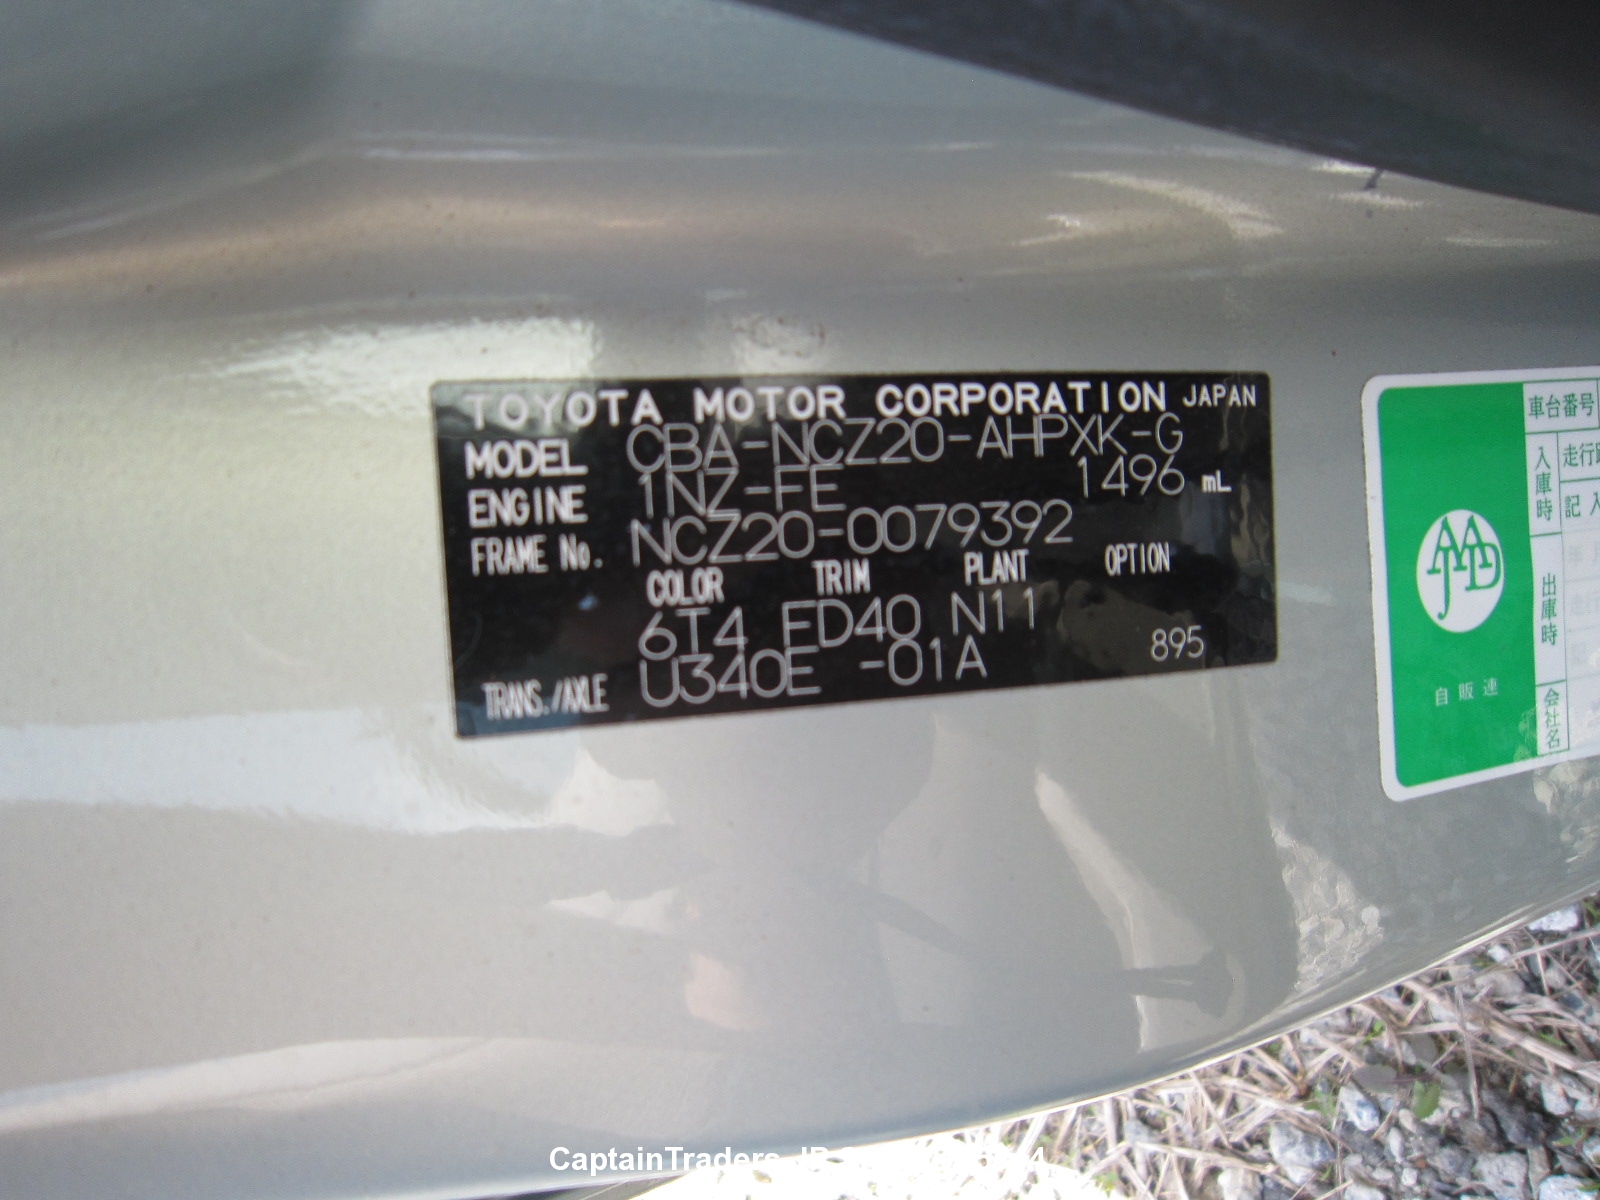 TOYOTA MOTOR CORPORATION JAPAN
MODEL CBA-NCZ20-AHPXK-G
ENGINE 1NZ-FE 1496 mL
FRAME No. NCZ20-0079392
COLOR TRIM PLANT OPTION
6T4 FD40 N11
TRANS./AXLE U340E -01A 895
車台番号
入庫時
走行
記入
出庫時
会社名
JAAD
自販連
CaptainTraders